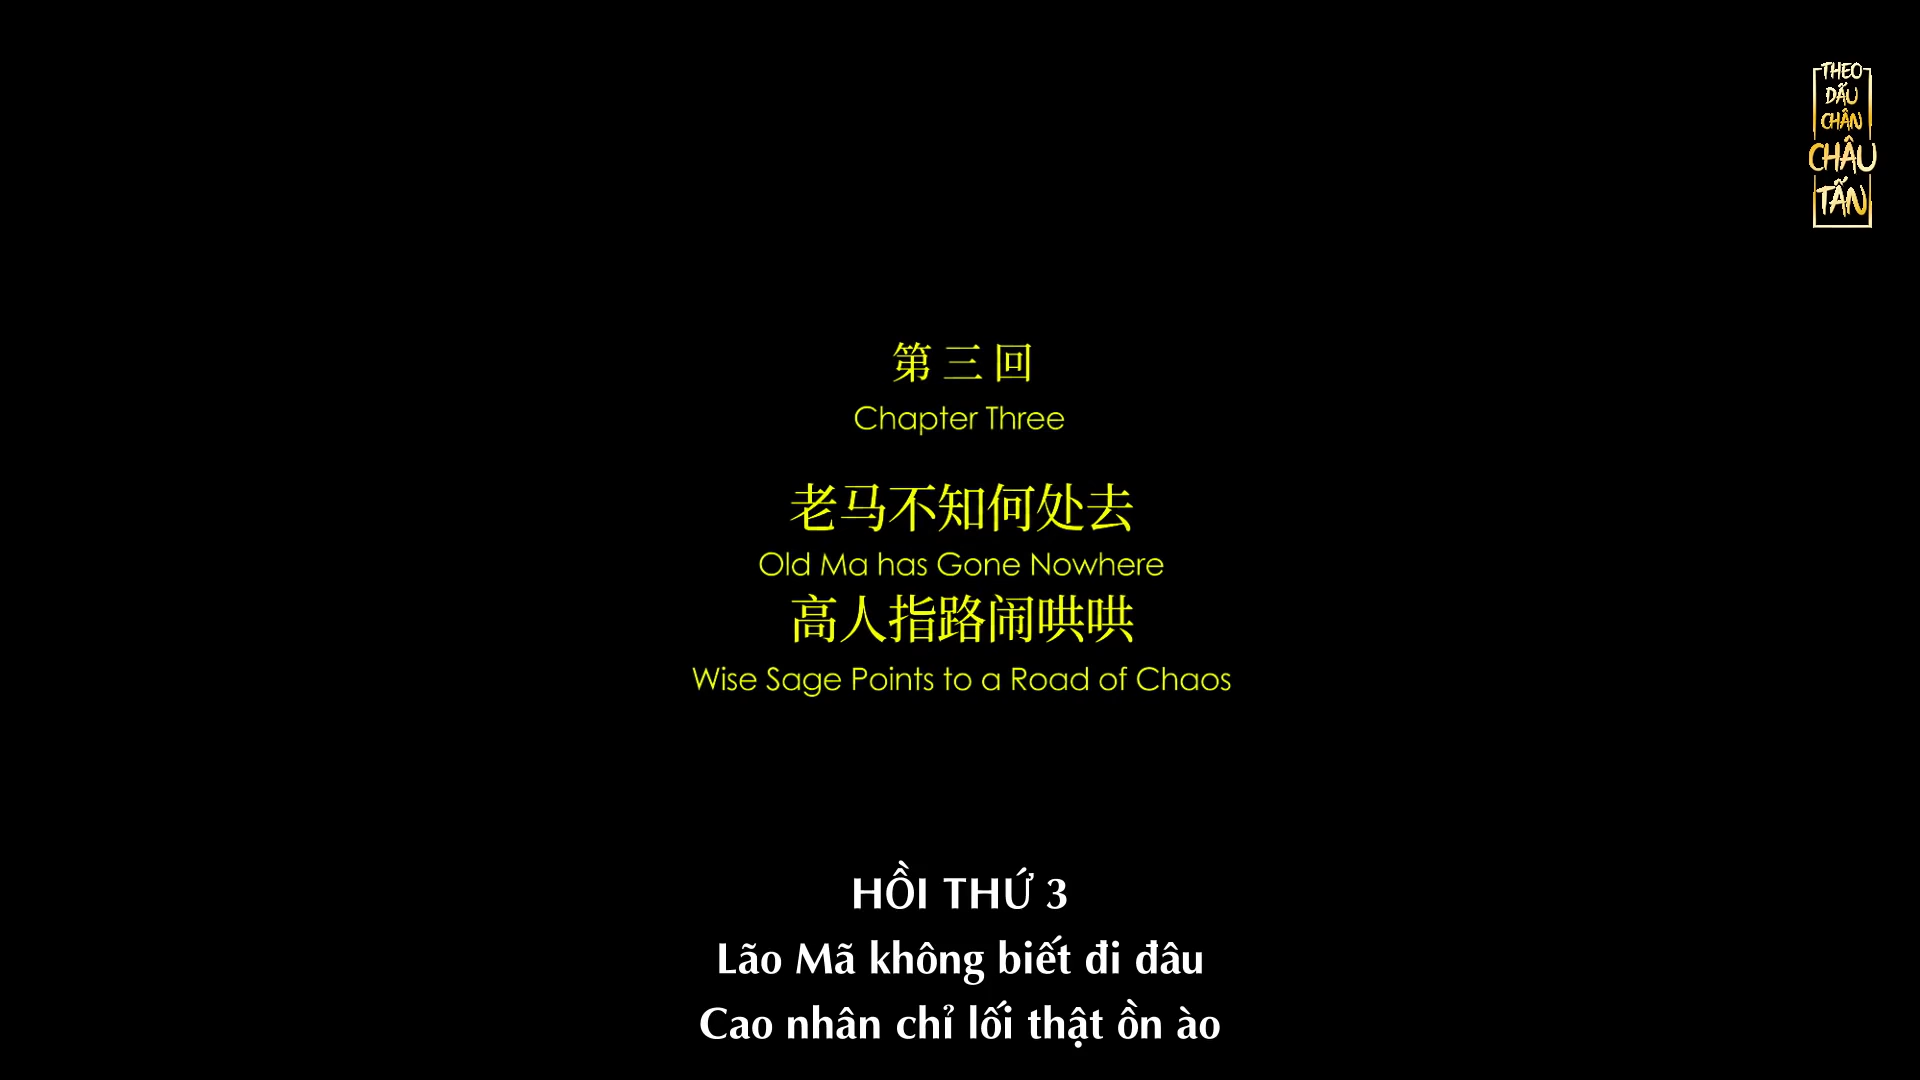 THEO
DẤU
CHÂN
CHÂU
TẤN
第三回
Chapter Three
老马不知何处去
Old Ma has Gone Nowhere
高人指路闹哄哄
Wise Sage Points to a Road of Chaos
HỒI THỨ 3
Lão Mã không biết đi đâu
Cao nhân chỉ lối thật ồn ào